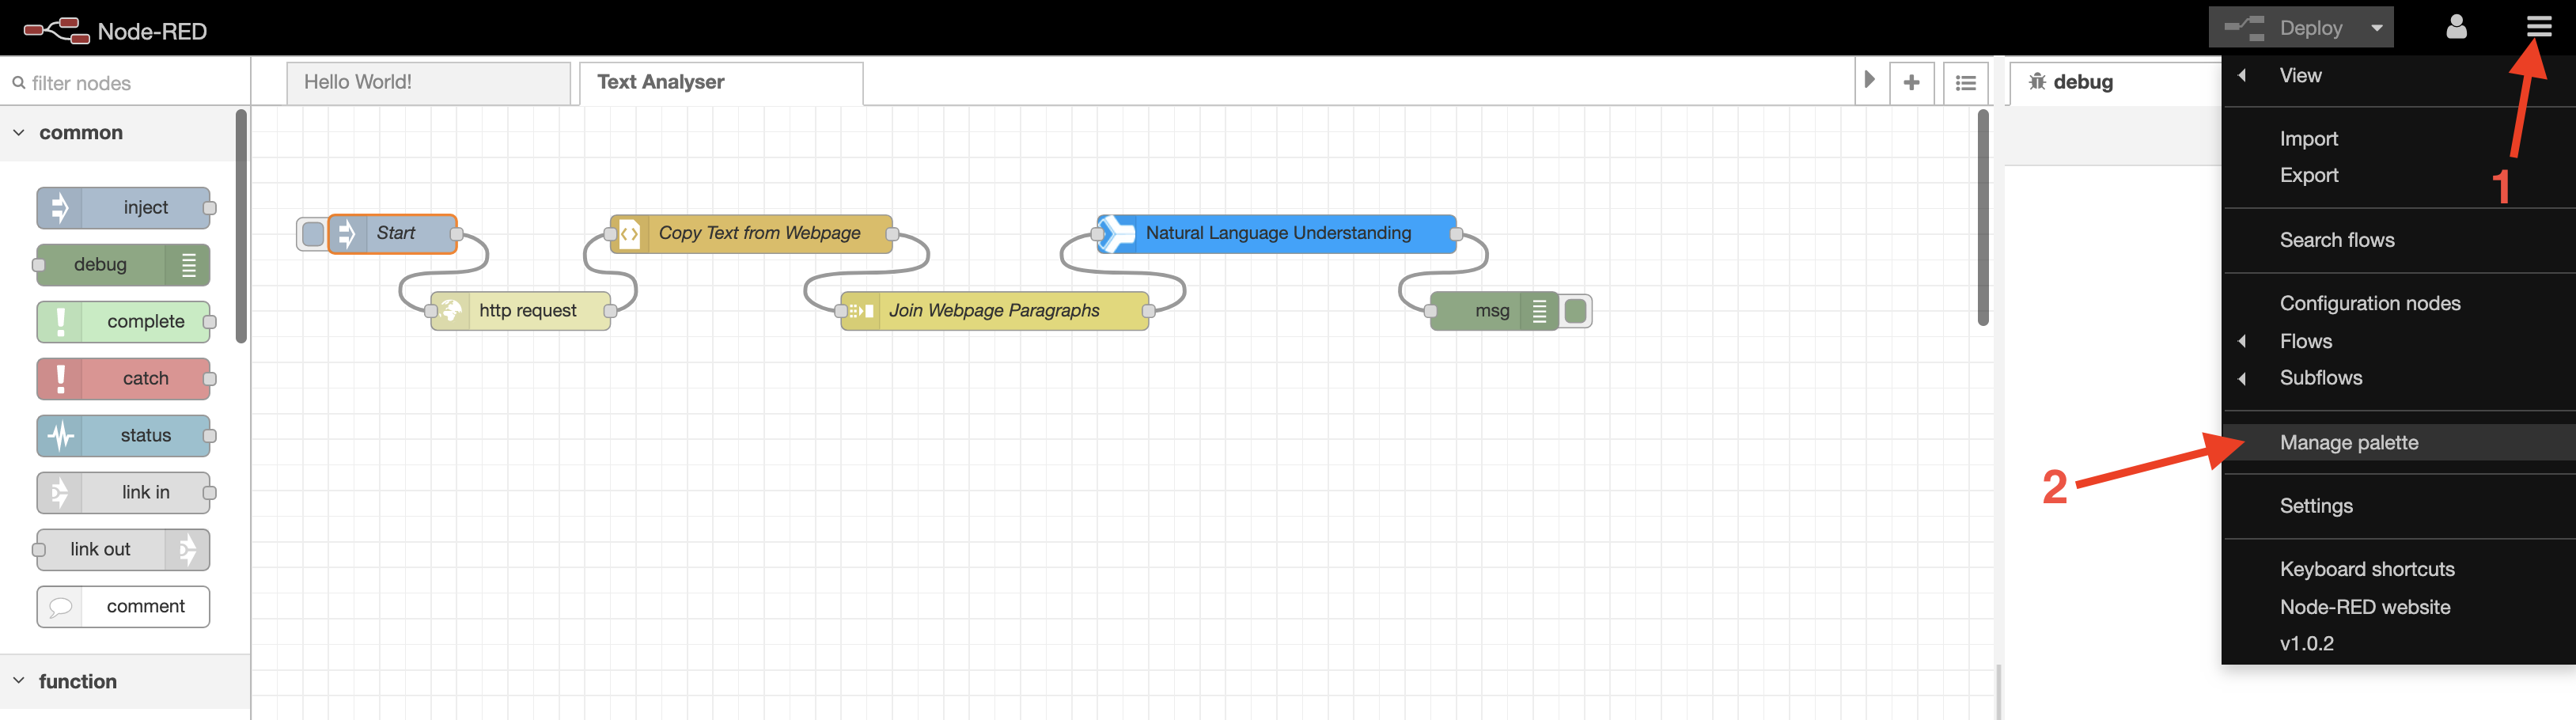 Node-RED
Deploy
filter nodes
Hello World!
Text Analyser
debug
common
inject
debug
complete
catch
status
link in
link out
comment
function
Start
http request
Copy Text from Webpage
Join Webpage Paragraphs
Natural Language Understanding
msg
View
Import
Export
Search flows
Configuration nodes
Flows
Subflows
Manage palette
Settings
Keyboard shortcuts
Node-RED website
v1.0.2
1
2